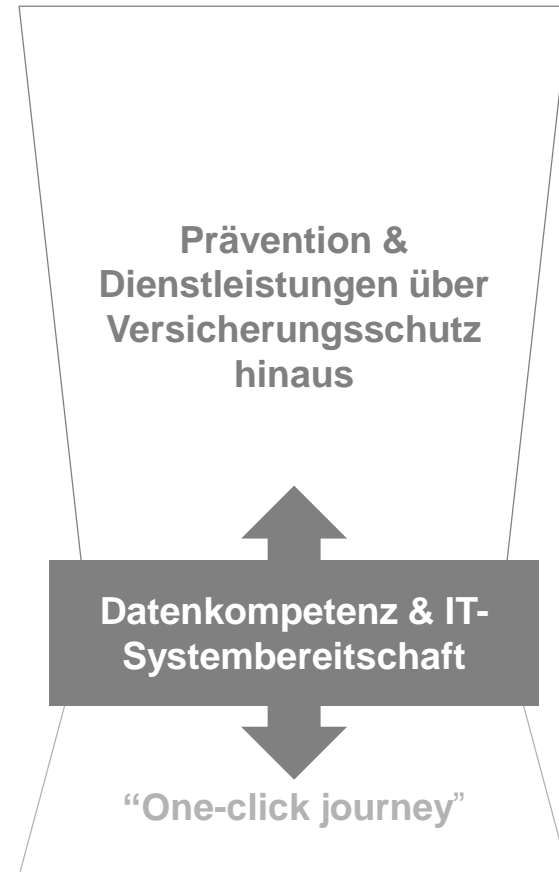 Prävention &
Dienstleistungen über
Versicherungsschutz
hinaus
Datenkompetenz & IT-
Systembereitschaft
“One-click journey”